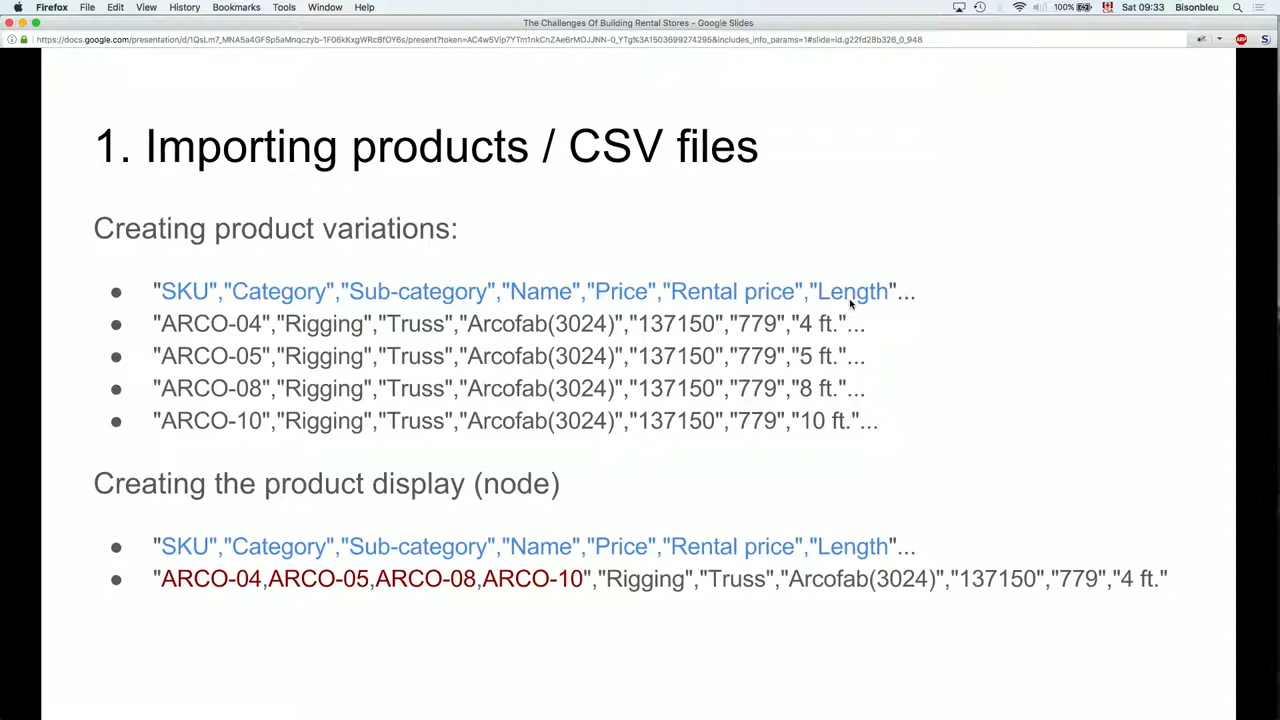 Firefox File Edit View History Bookmarks Tools Window Help 100% Sat 09:33 Bisonbleu
The Challenges Of Building Rental Stores - Google Slides
1. Importing products / CSV files
Creating product variations:
● "SKU","Category","Sub-category","Name","Price","Rental price","Length"...
● "ARCO-04","Rigging","Truss","Arcofab(3024)","137150","779","4 ft."...
● "ARCO-05","Rigging","Truss","Arcofab(3024)","137150","779","5 ft."...
● "ARCO-08","Rigging","Truss","Arcofab(3024)","137150","779","8 ft."...
● "ARCO-10","Rigging","Truss","Arcofab(3024)","137150","779","10 ft."...
Creating the product display (node)
● "SKU","Category","Sub-category","Name","Price","Rental price","Length"...
● "ARCO-04,ARCO-05,ARCO-08,ARCO-10","Rigging","Truss","Arcofab(3024)","137150","779","4 ft."